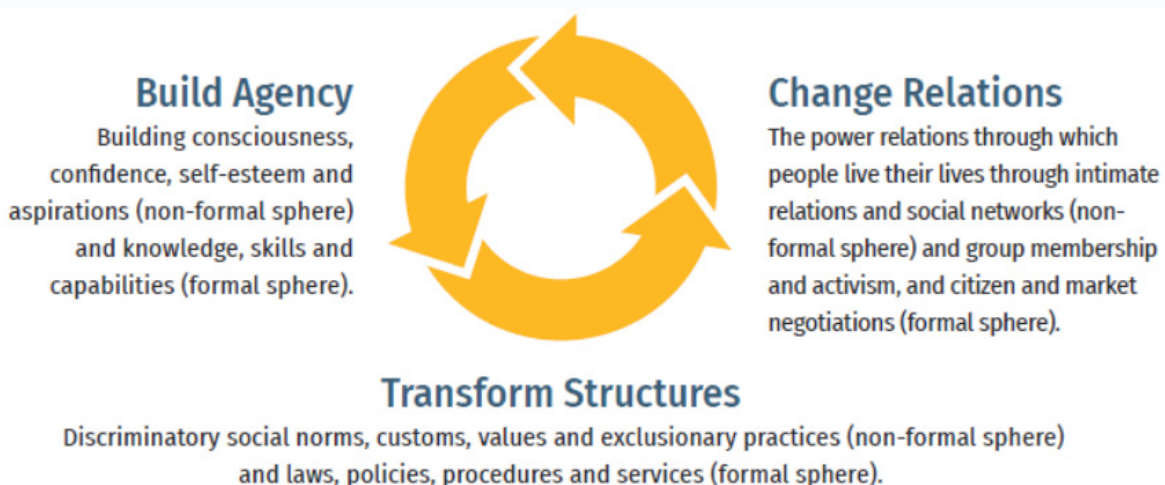 Build Agency
Building consciousness,
confidence, self-esteem and
aspirations (non-formal sphere)
and knowledge, skills and
capabilities (formal sphere).
Change Relations
The power relations through which
people live their lives through intimate
relations and social networks (non-
formal sphere) and group membership
and activism, and citizen and market
negotiations (formal sphere).
Transform Structures
Discriminatory social norms, customs, values and exclusionary practices (non-formal sphere)
and laws, policies, procedures and services (formal sphere).